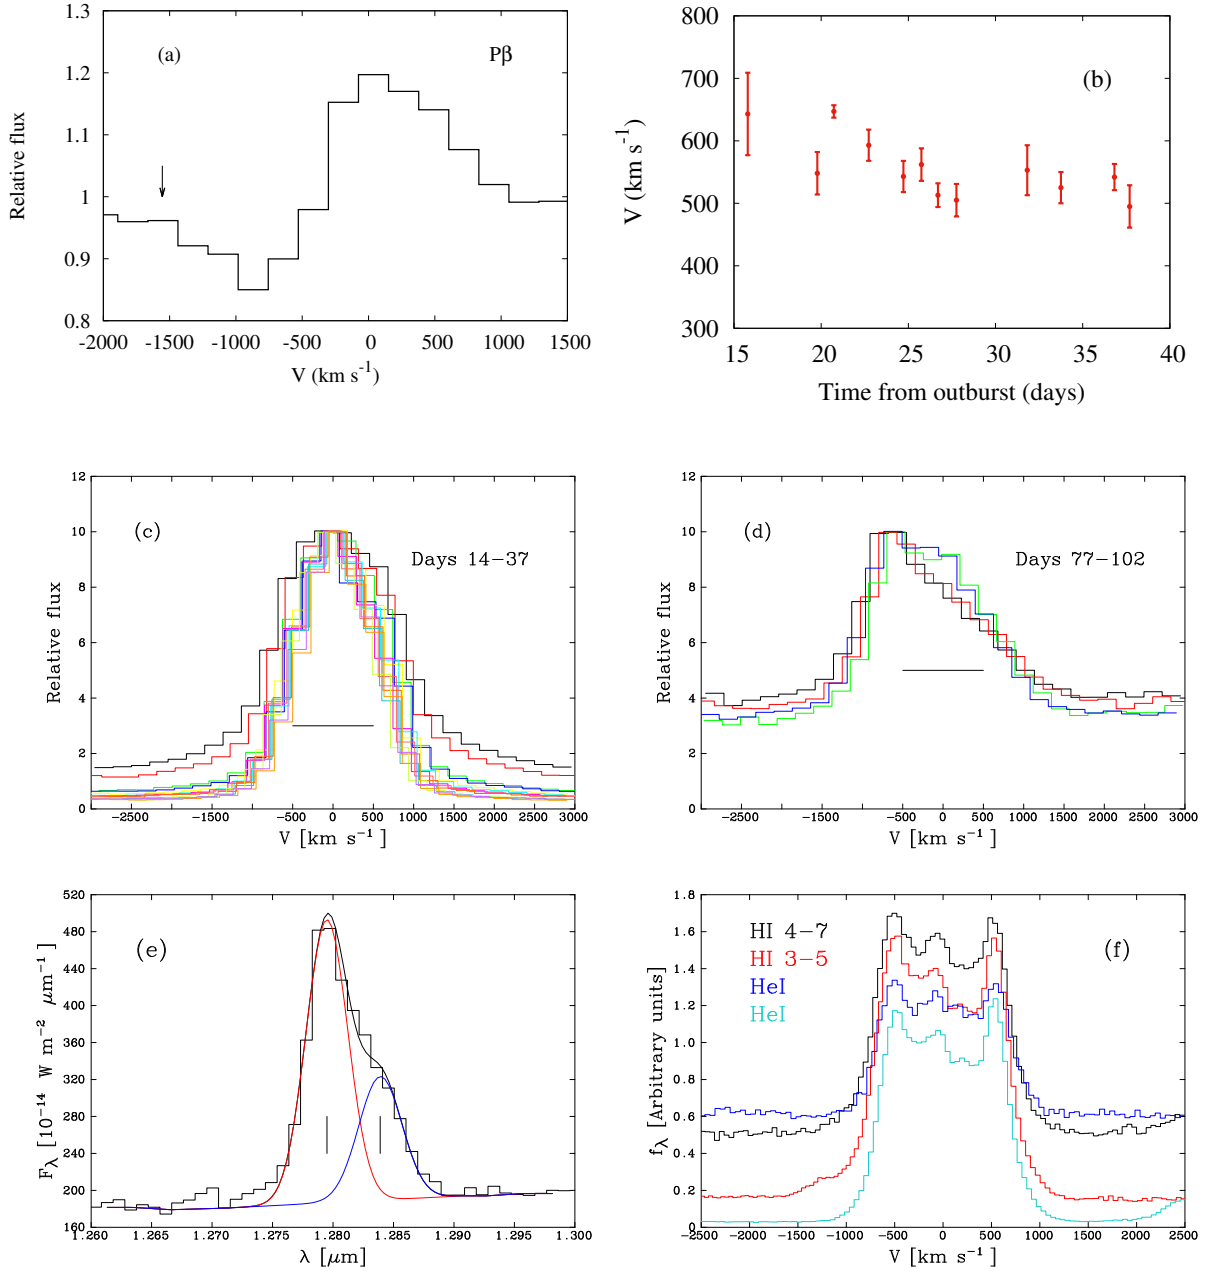 1.3
1.2
1.1
1
0.9
0.8
Relative flux
(a)
Pβ
-2000 -1500 -1000 -500 0 500 1000 1500
V (km s-1)
800
700
600
500
400
300
V (km s-1)
(b)
15 20 25 30 35 40
Time from outburst (days)
12
10
8
6
4
2
0
Relative flux
(c)
Days 14−37
−2500 −2000 −1500 −1000 −500 0 500 1000 1500 2000 2500 3000
V [km s−1]
12
10
8
6
4
2
0
Relative flux
(d)
Days 77−102
−2500 −2000 −1500 −1000 −500 0 500 1000 1500 2000 2500 3000
V [km s−1]
520
480
440
400
360
320
280
240
200
160
Fλ [10−14 W m−2 μm−1]
(e)
1.260 1.265 1.270 1.275 1.280 1.285 1.290 1.295 1.300
λ [μm]
1.8
1.6
1.4
1.2
1.0
0.8
0.6
0.4
0.2
0
fλ [Arbitrary units]
HI 4−7
HI 3−5
HeI
HeI
(f)
−2500 −2000 −1500 −1000 −500 0 500 1000 1500 2000 2500
V [km s−1]